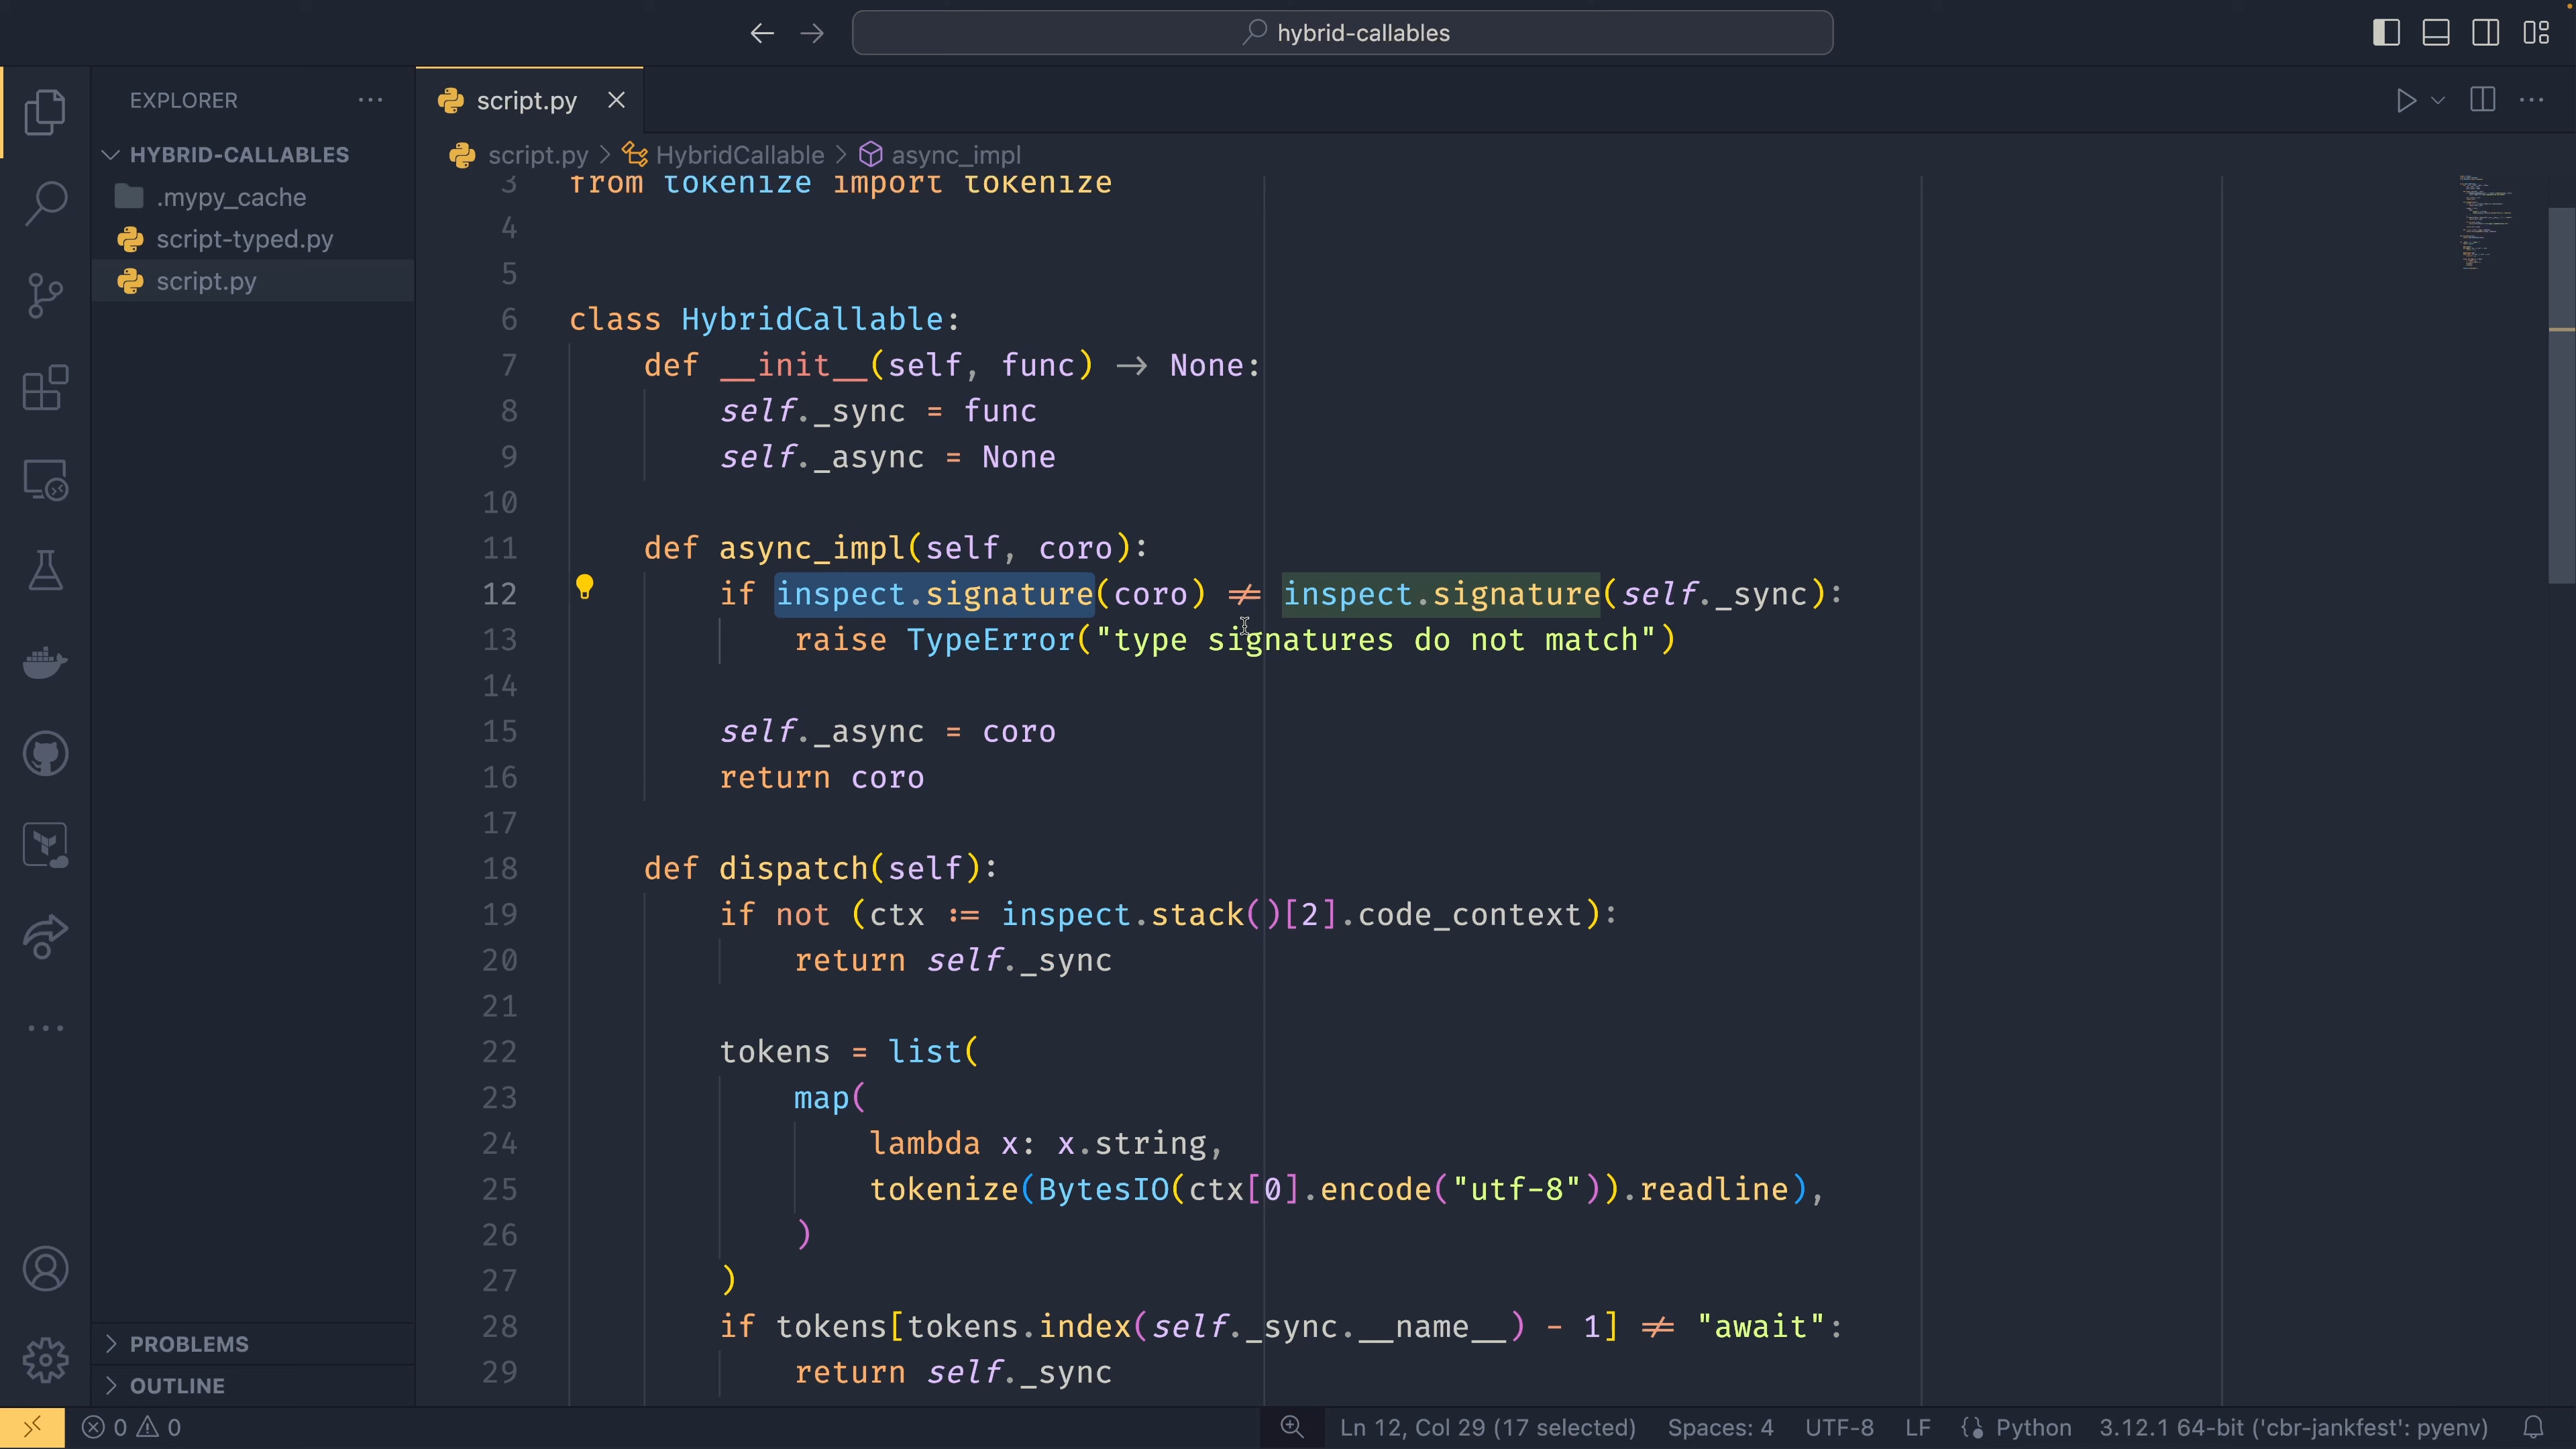 hybrid-callables
EXPLORER
HYBRID-CALLABLES
.mypy_cache
script-typed.py
script.py
PROBLEMS
OUTLINE
script.py
script.py > HybridCallable > async_impl
3 from tokenize import tokenize
4
5
6 class HybridCallable:
7 def __init__(self, func) → None:
8 self._sync = func
9 self._async = None
10
11 def async_impl(self, coro):
12 if inspect.signature(coro) ≠ inspect.signature(self._sync):
13 raise TypeError("type signatures do not match")
14
15 self._async = coro
16 return coro
17
18 def dispatch(self):
19 if not (ctx := inspect.stack()[2].code_context):
20 return self._sync
21
22 tokens = list(
23 map(
24 lambda x: x.string,
25 tokenize(BytesIO(ctx[0].encode("utf-8")).readline),
26 )
27 )
28 if tokens[tokens.index(self._sync.__name__) - 1] ≠ "await":
29 return self._sync
0 0
Ln 12, Col 29 (17 selected) Spaces: 4 UTF-8 LF Python 3.12.1 64-bit ('cbr-jankfest': pyenv)